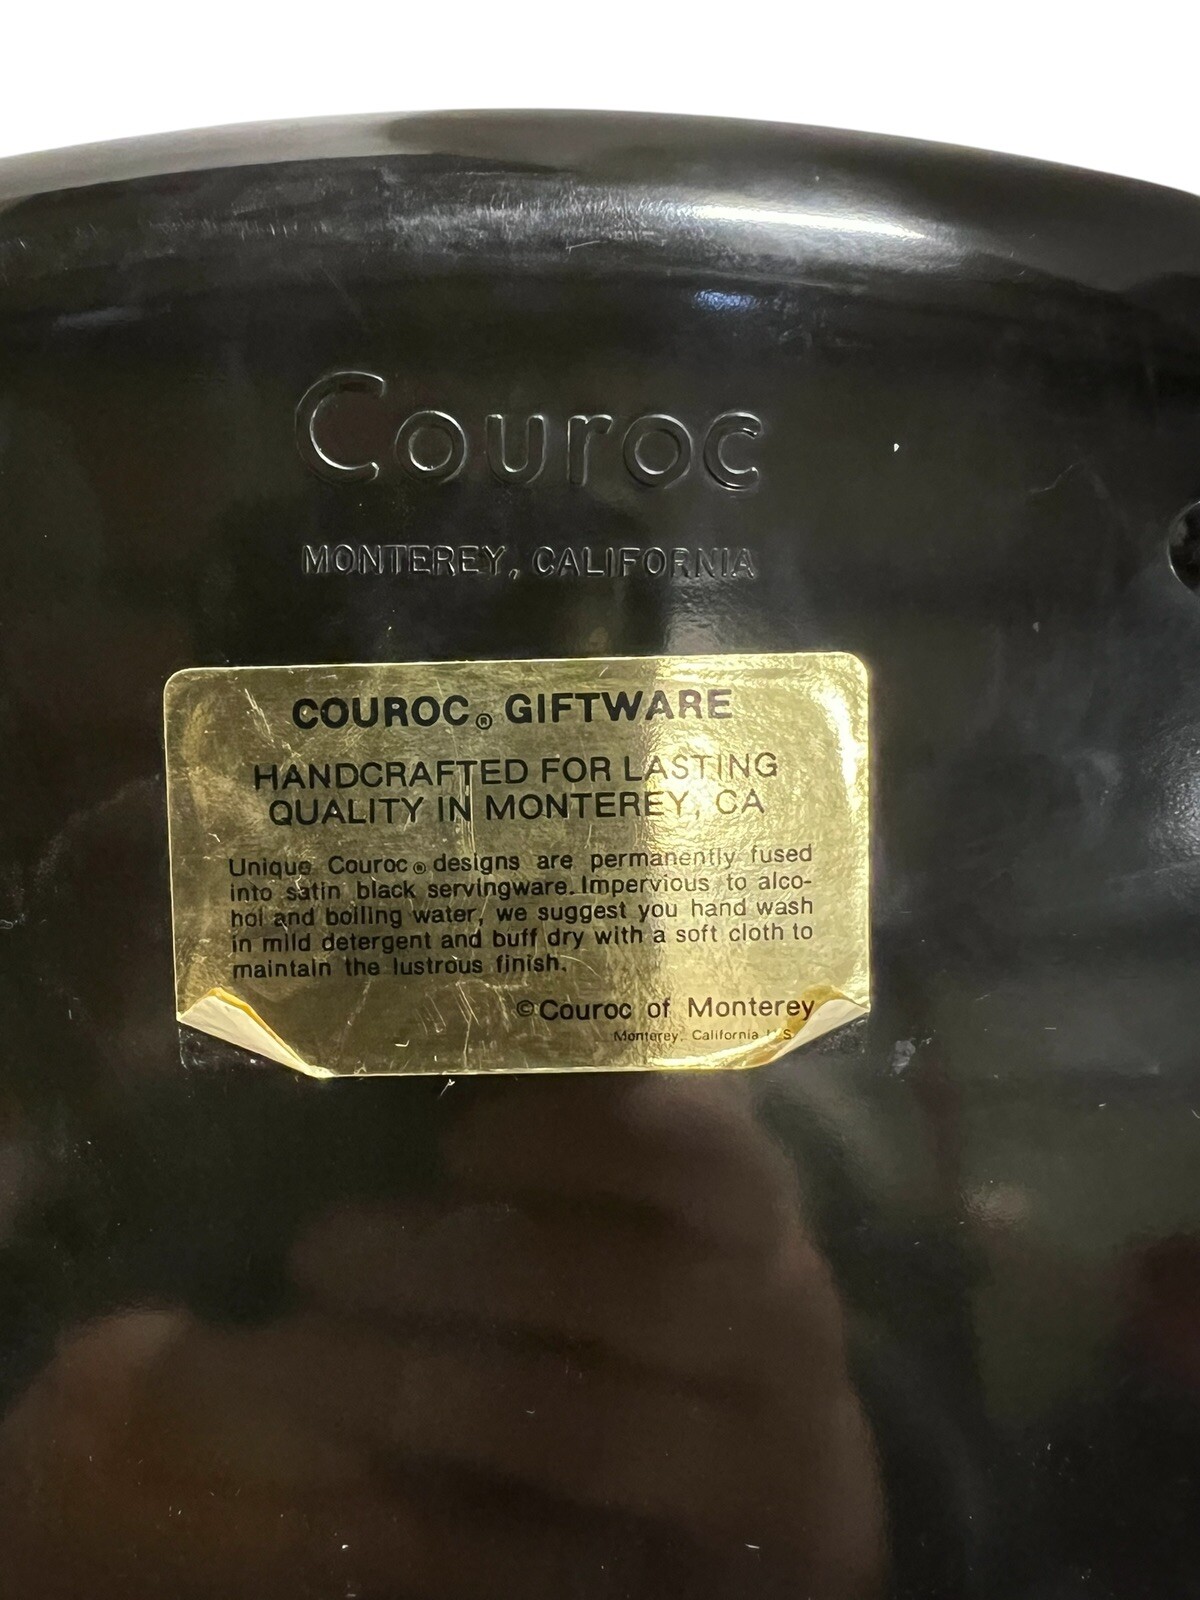 Couroc
MONTEREY, CALIFORNIA
COUROC® GIFTWARE
HANDCRAFTED FOR LASTING
QUALITY IN MONTEREY, CA
Unique Couroc® designs are permanently fused
into satin black servingware. Impervious to alco-
hol and boiling water, we suggest you hand wash
in mild detergent and buff dry with a soft cloth to
maintain the lustrous finish.
©Couroc of Monterey
Monterey, California